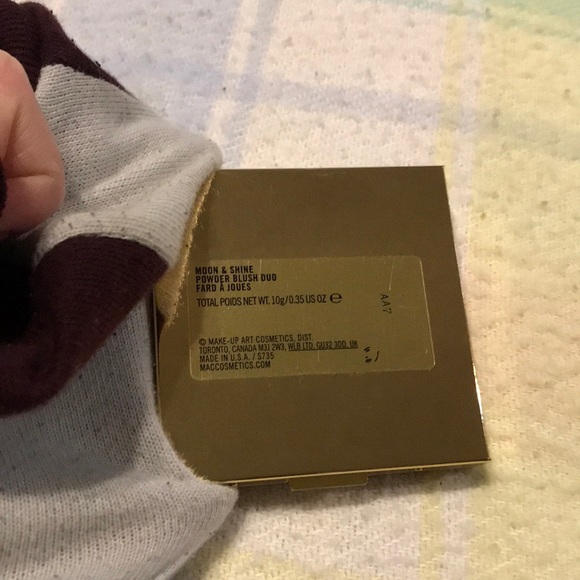 MOON & SHINE
POWDER BLUSH DUO
FARD À JOUES
TOTAL POIDS NET WT. 10g/0.35 US OZ ℮
AA7
© MAKE-UP ART COSMETICS, DIST.
TORONTO, CANADA M3J 2W3, WLB LTD, GU32 3DD, UK
MADE IN U.S.A. / S735
MACCOSMETICS.COM